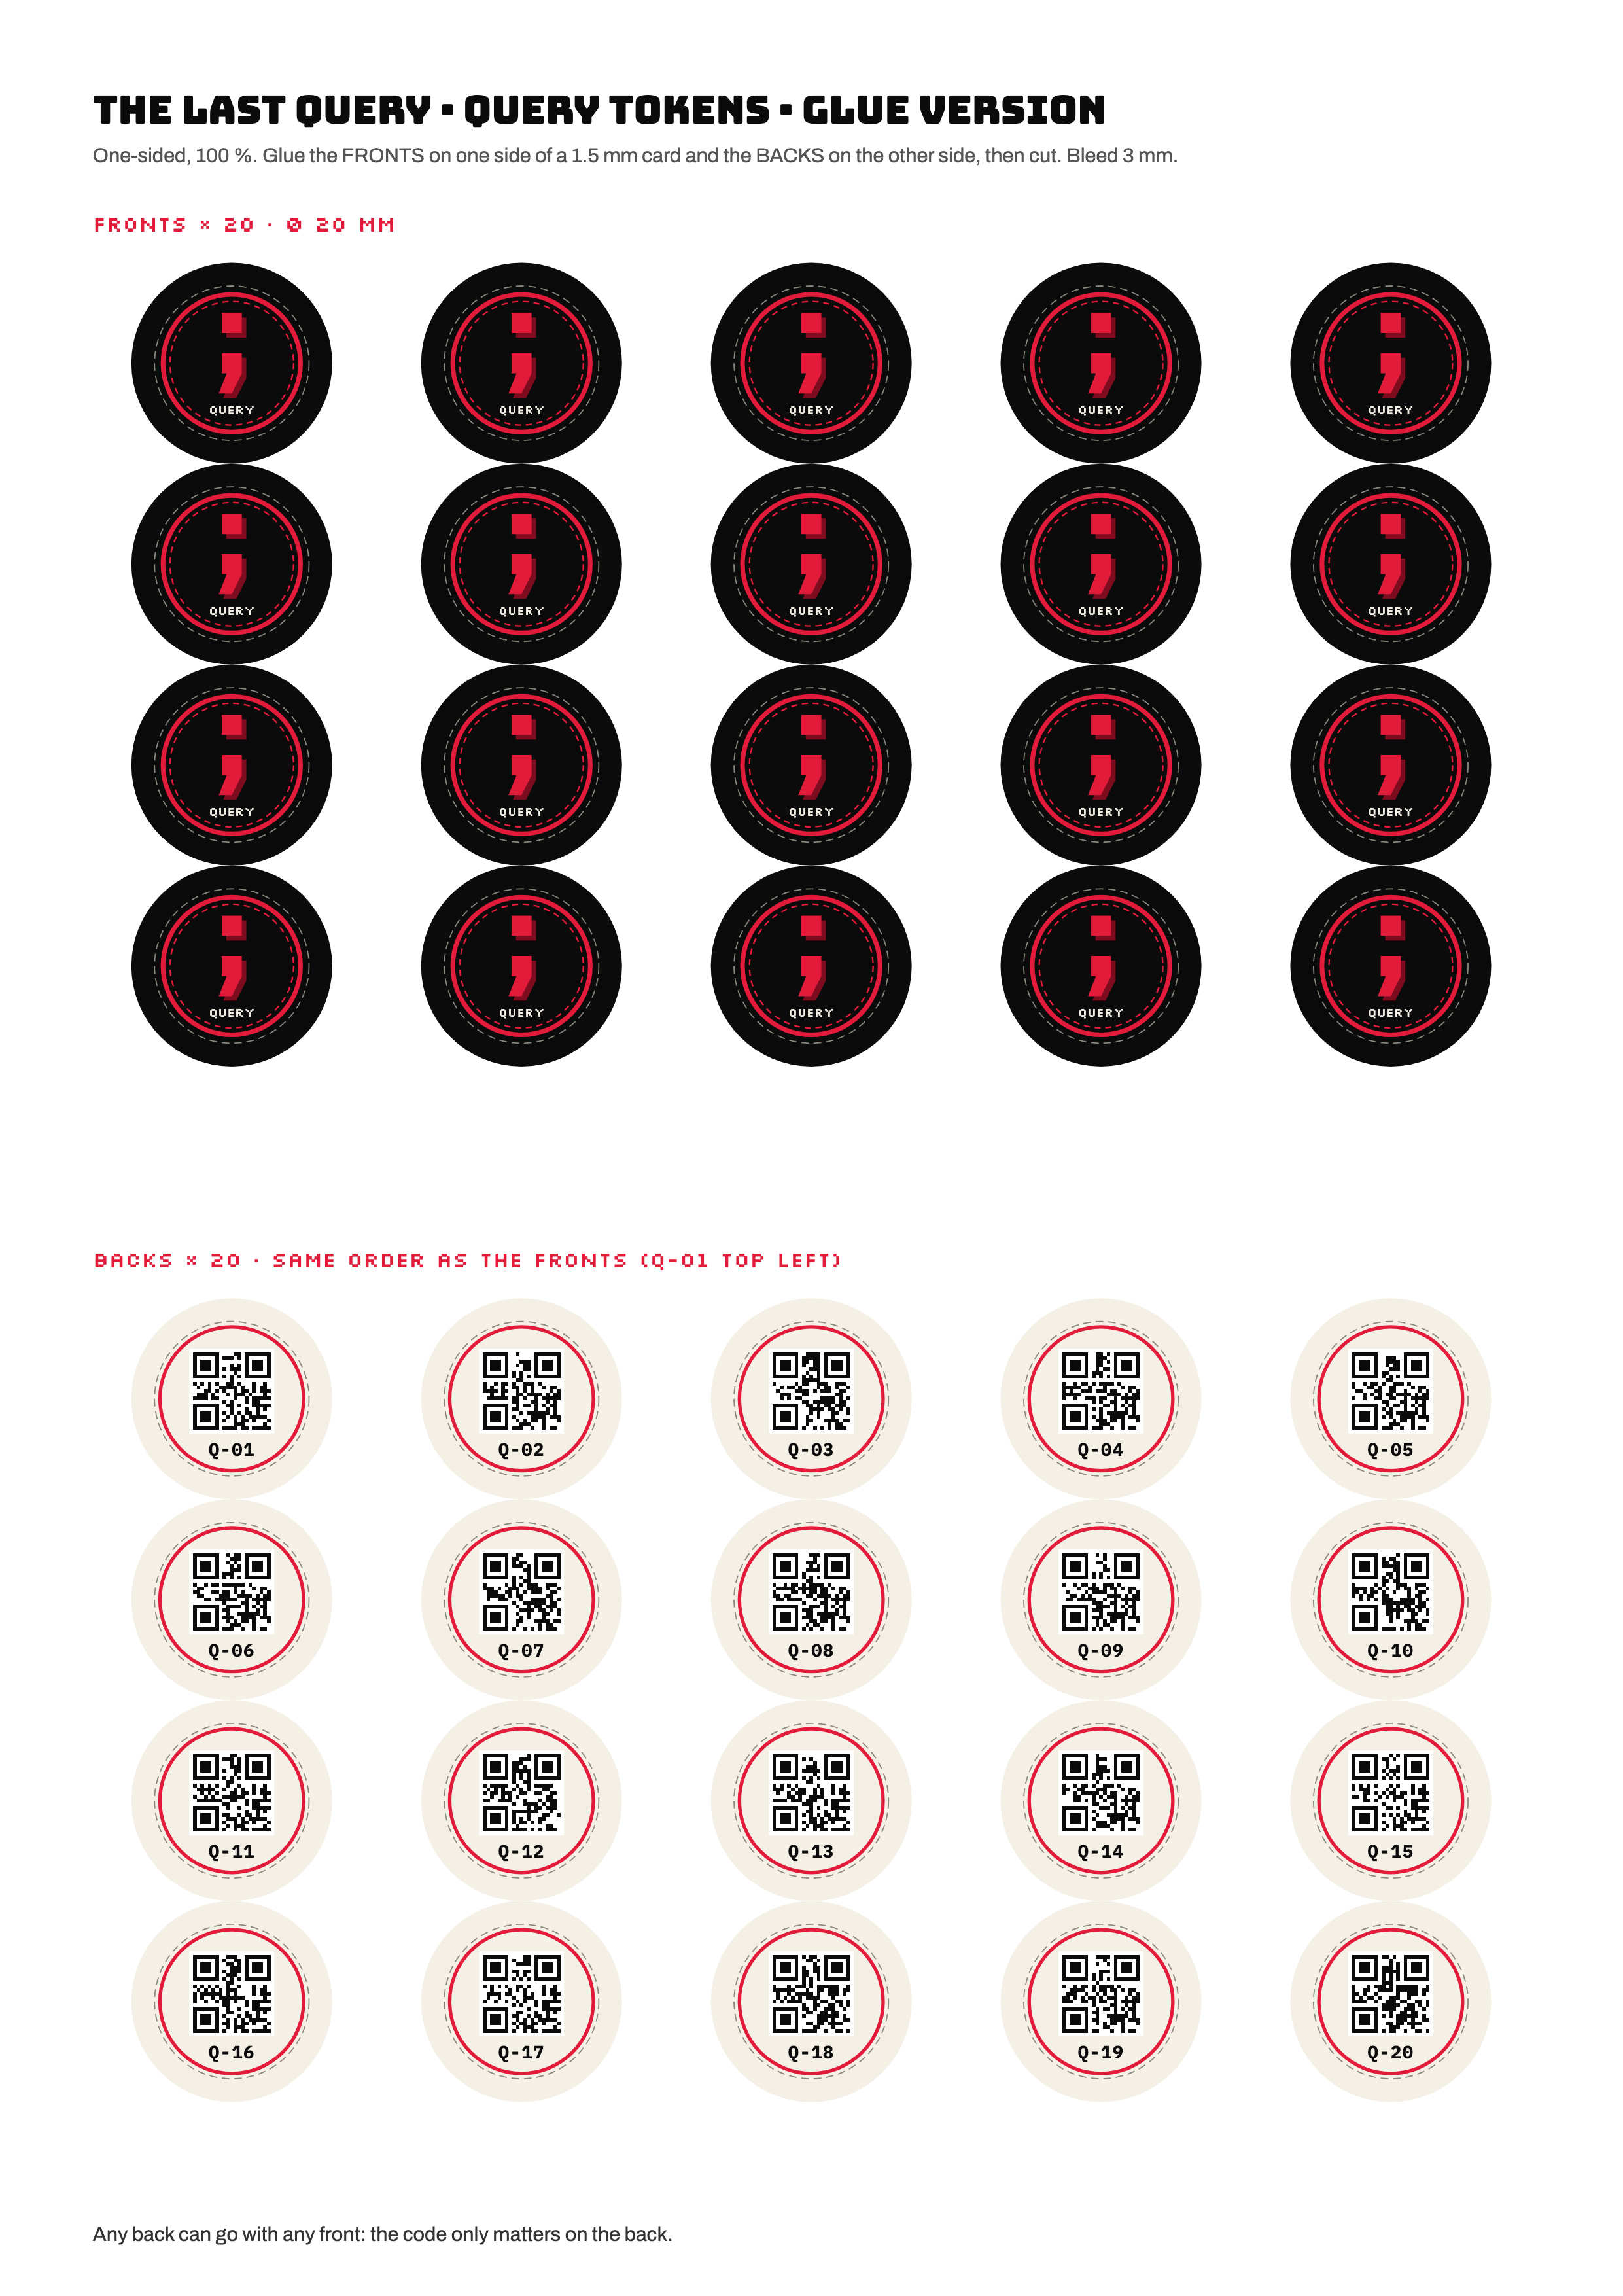 THE LAST QUERY · QUERY TOKENS · GLUE VERSION
One-sided, 100 %. Glue the FRONTS on one side of a 1.5 mm card and the BACKS on the other side, then cut. Bleed 3 mm.
FRONTS × 20 · Ø 20 MM
; ; ; ; ;
QUERY QUERY QUERY QUERY QUERY
; ; ; ; ;
QUERY QUERY QUERY QUERY QUERY
; ; ; ; ;
QUERY QUERY QUERY QUERY QUERY
; ; ; ; ;
QUERY QUERY QUERY QUERY QUERY
BACKS × 20 · SAME ORDER AS THE FRONTS (Q-01 TOP LEFT)
Q-01 Q-02 Q-03 Q-04 Q-05
Q-06 Q-07 Q-08 Q-09 Q-10
Q-11 Q-12 Q-13 Q-14 Q-15
Q-16 Q-17 Q-18 Q-19 Q-20
Any back can go with any front: the code only matters on the back.